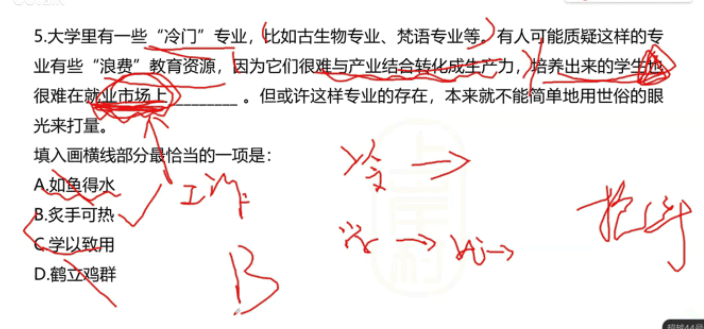 5.大学里有一些“冷门”专业，（比如古生物专业、梵语专业等。）有人可能质疑这样的专
业有些“浪费”教育资源，因为它们很难与产业结合转化成生产力，培养出来的学生也
很难在就业市场上________。但或许这样专业的存在，本来就不能简单地用世俗的眼
光来打量。
填入画横线部分最恰当的一项是：
A.如鱼得水
B.炙手可热
C.学以致用
D.鹤立鸡群
B